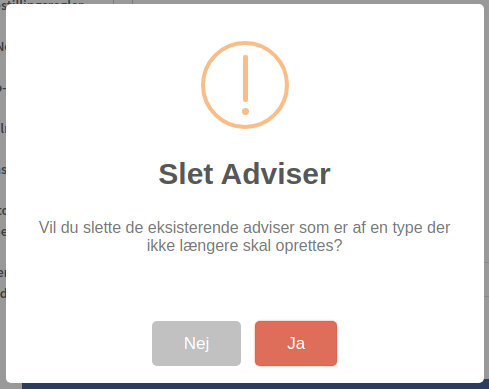 Slet Adviser
Vil du slette de eksisterende adviser som er af en type der
ikke længere skal oprettes?
Nej
Ja